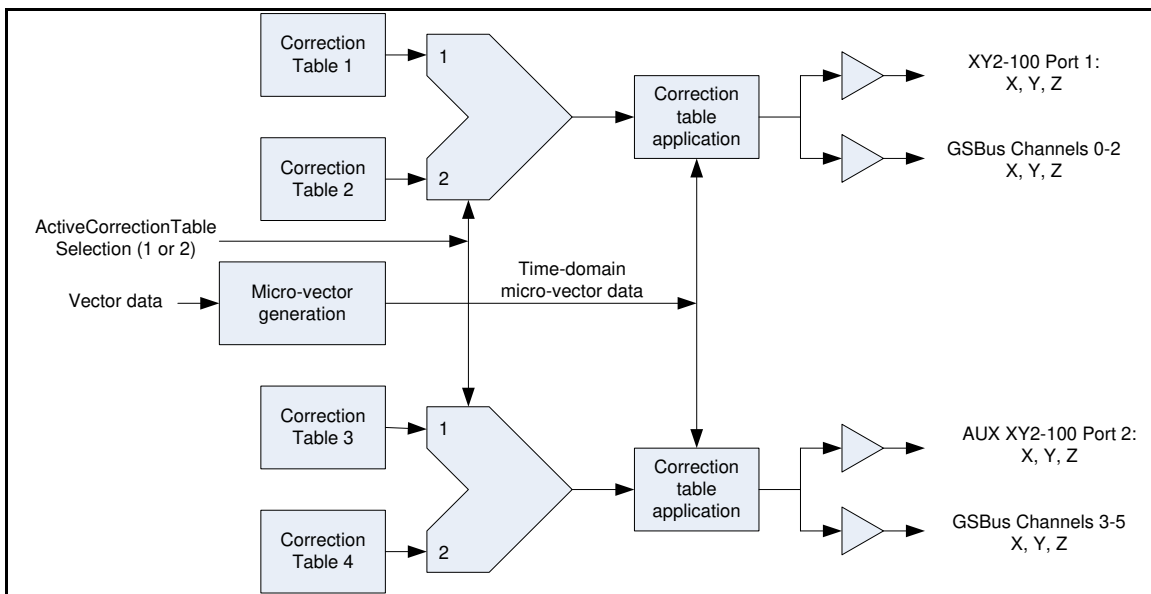 Correction
Table 1
1
XY2-100 Port 1:
X, Y, Z
Correction
table
application
Correction
Table 2
2
GSBus Channels 0-2
X, Y, Z
ActiveCorrectionTable
Selection (1 or 2)
Vector data
Micro-vector
generation
Time-domain
micro-vector data
Correction
Table 3
1
AUX XY2-100 Port 2:
X, Y, Z
Correction
table
application
Correction
Table 4
2
GSBus Channels 3-5
X, Y, Z